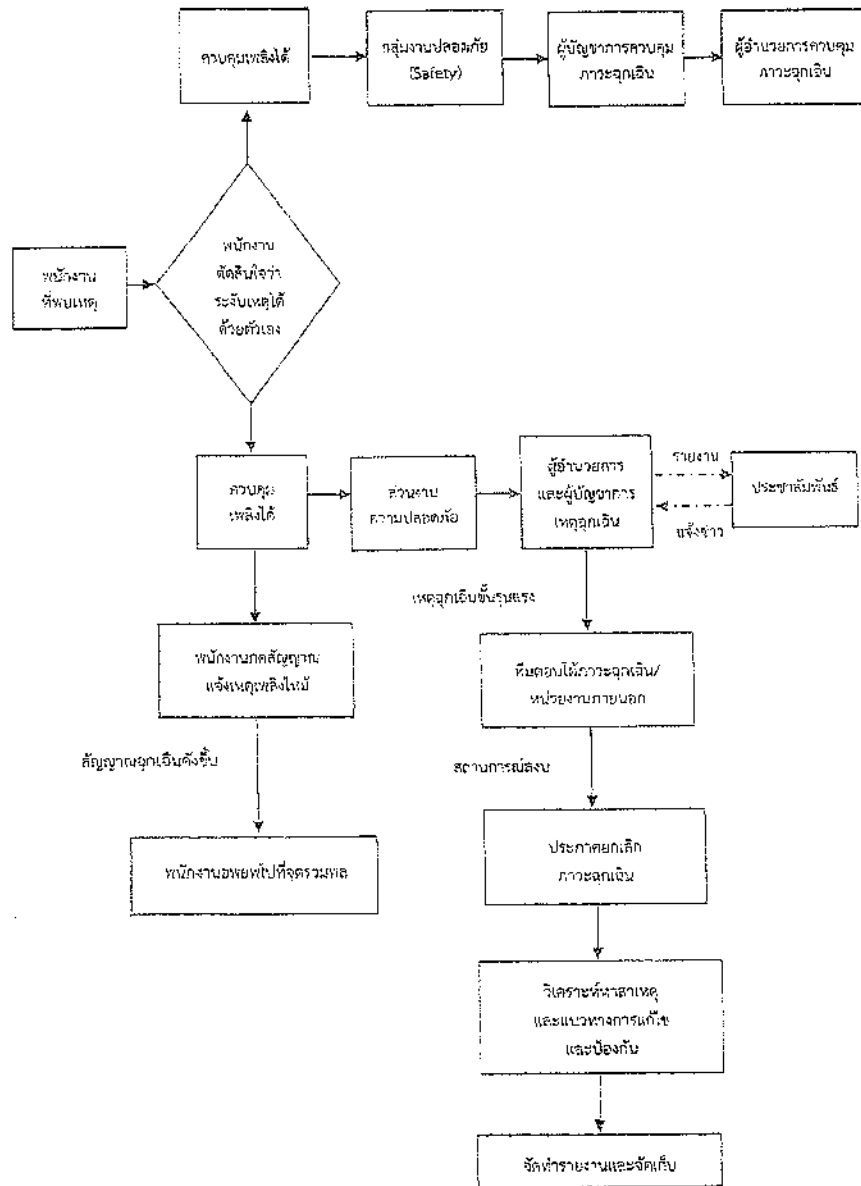 ควบคุมเพลิงได้
กลุ่มงานปลอดภัย
(Safety)
ผู้บัญชาการควบคุม
ภาวะฉุกเฉิน
ผู้อำนวยการควบคุม
ภาวะฉุกเฉิน
พนักงาน
ที่พบเหตุ
พนักงาน
ตัดสินใจว่า
ระงับเหตุได้
ด้วยตัวเอง
ควบคุม
เพลิงได้
ส่วนงาน
ความปลอดภัย
ผู้อำนวยการ
และผู้บัญชาการ
เหตุฉุกเฉิน
รายงาน
แจ้งข่าว
ประชาสัมพันธ์
เหตุฉุกเฉินขั้นรุนแรง
พนักงานกดสัญญาณ
แจ้งเหตุเพลิงไหม้
ทีมตอบโต้ภาวะฉุกเฉิน/
หน่วยงานภายนอก
สัญญาณฉุกเฉินดังขึ้น
สถานการณ์สงบ
พนักงานอพยพไปที่จุดรวมพล
ประกาศยกเลิก
ภาวะฉุกเฉิน
วิเคราะห์หาสาเหตุ
และแนวทางการแก้ไข
และป้องกัน
จัดทำรายงานและจัดเก็บ